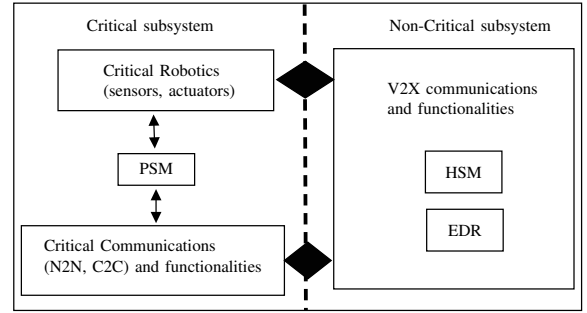 Critical subsystem
Non-Critical subsystem
Critical Robotics
(sensors, actuators)
PSM
Critical Communications
(N2N, C2C) and functionalities
V2X communications
and functionalities
HSM
EDR